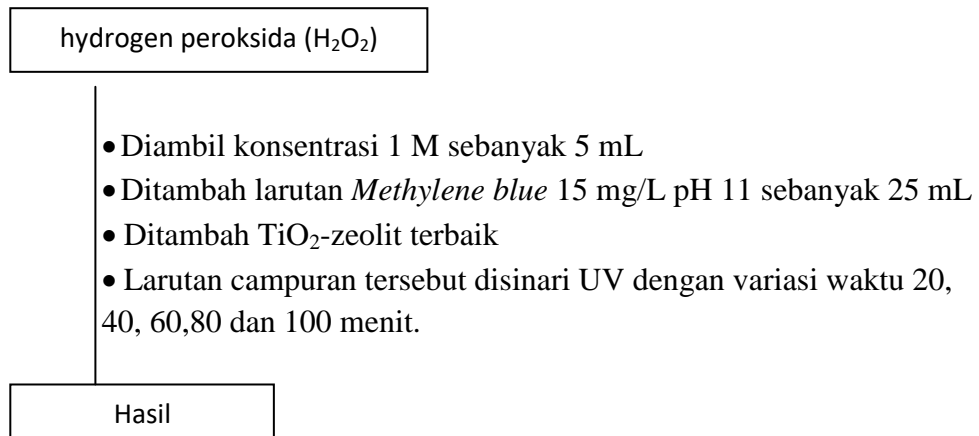 hydrogen peroksida (H₂O₂)
• Diambil konsentrasi 1 M sebanyak 5 mL
• Ditambah larutan Methylene blue 15 mg/L pH 11 sebanyak 25 mL
• Ditambah TiO₂-zeolit terbaik
• Larutan campuran tersebut disinari UV dengan variasi waktu 20,
40, 60,80 dan 100 menit.
Hasil